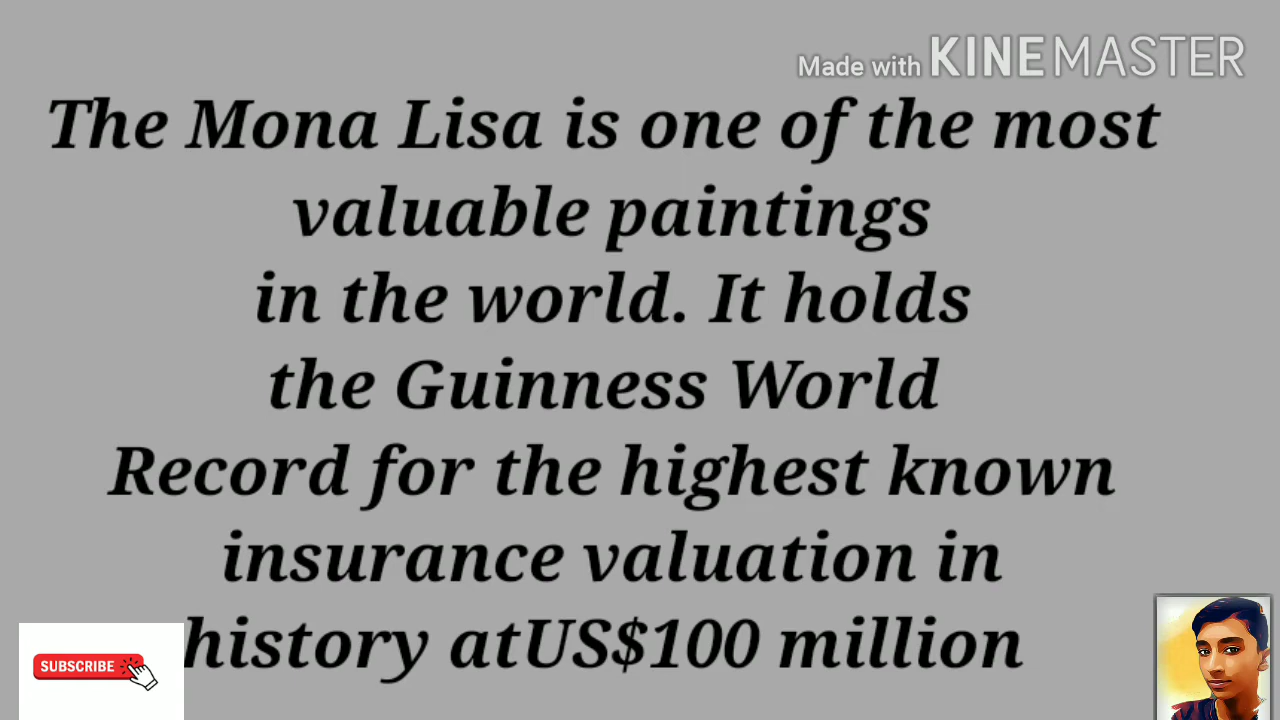 Made with KINEMASTER
The Mona Lisa is one of the most
valuable paintings
in the world. It holds
the Guinness World
Record for the highest known
insurance valuation in
history atUS$100 million
SUBSCRIBE